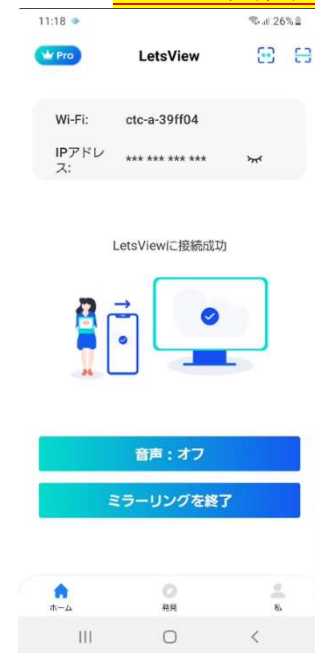 11:18
26%
Pro
LetsView
Wi-Fi: ctc-a-39ff04
IPアドレ
ス: *** *** *** ***
LetsViewに接続成功
音声：オフ
ミラーリングを終了
ホーム 発見 私